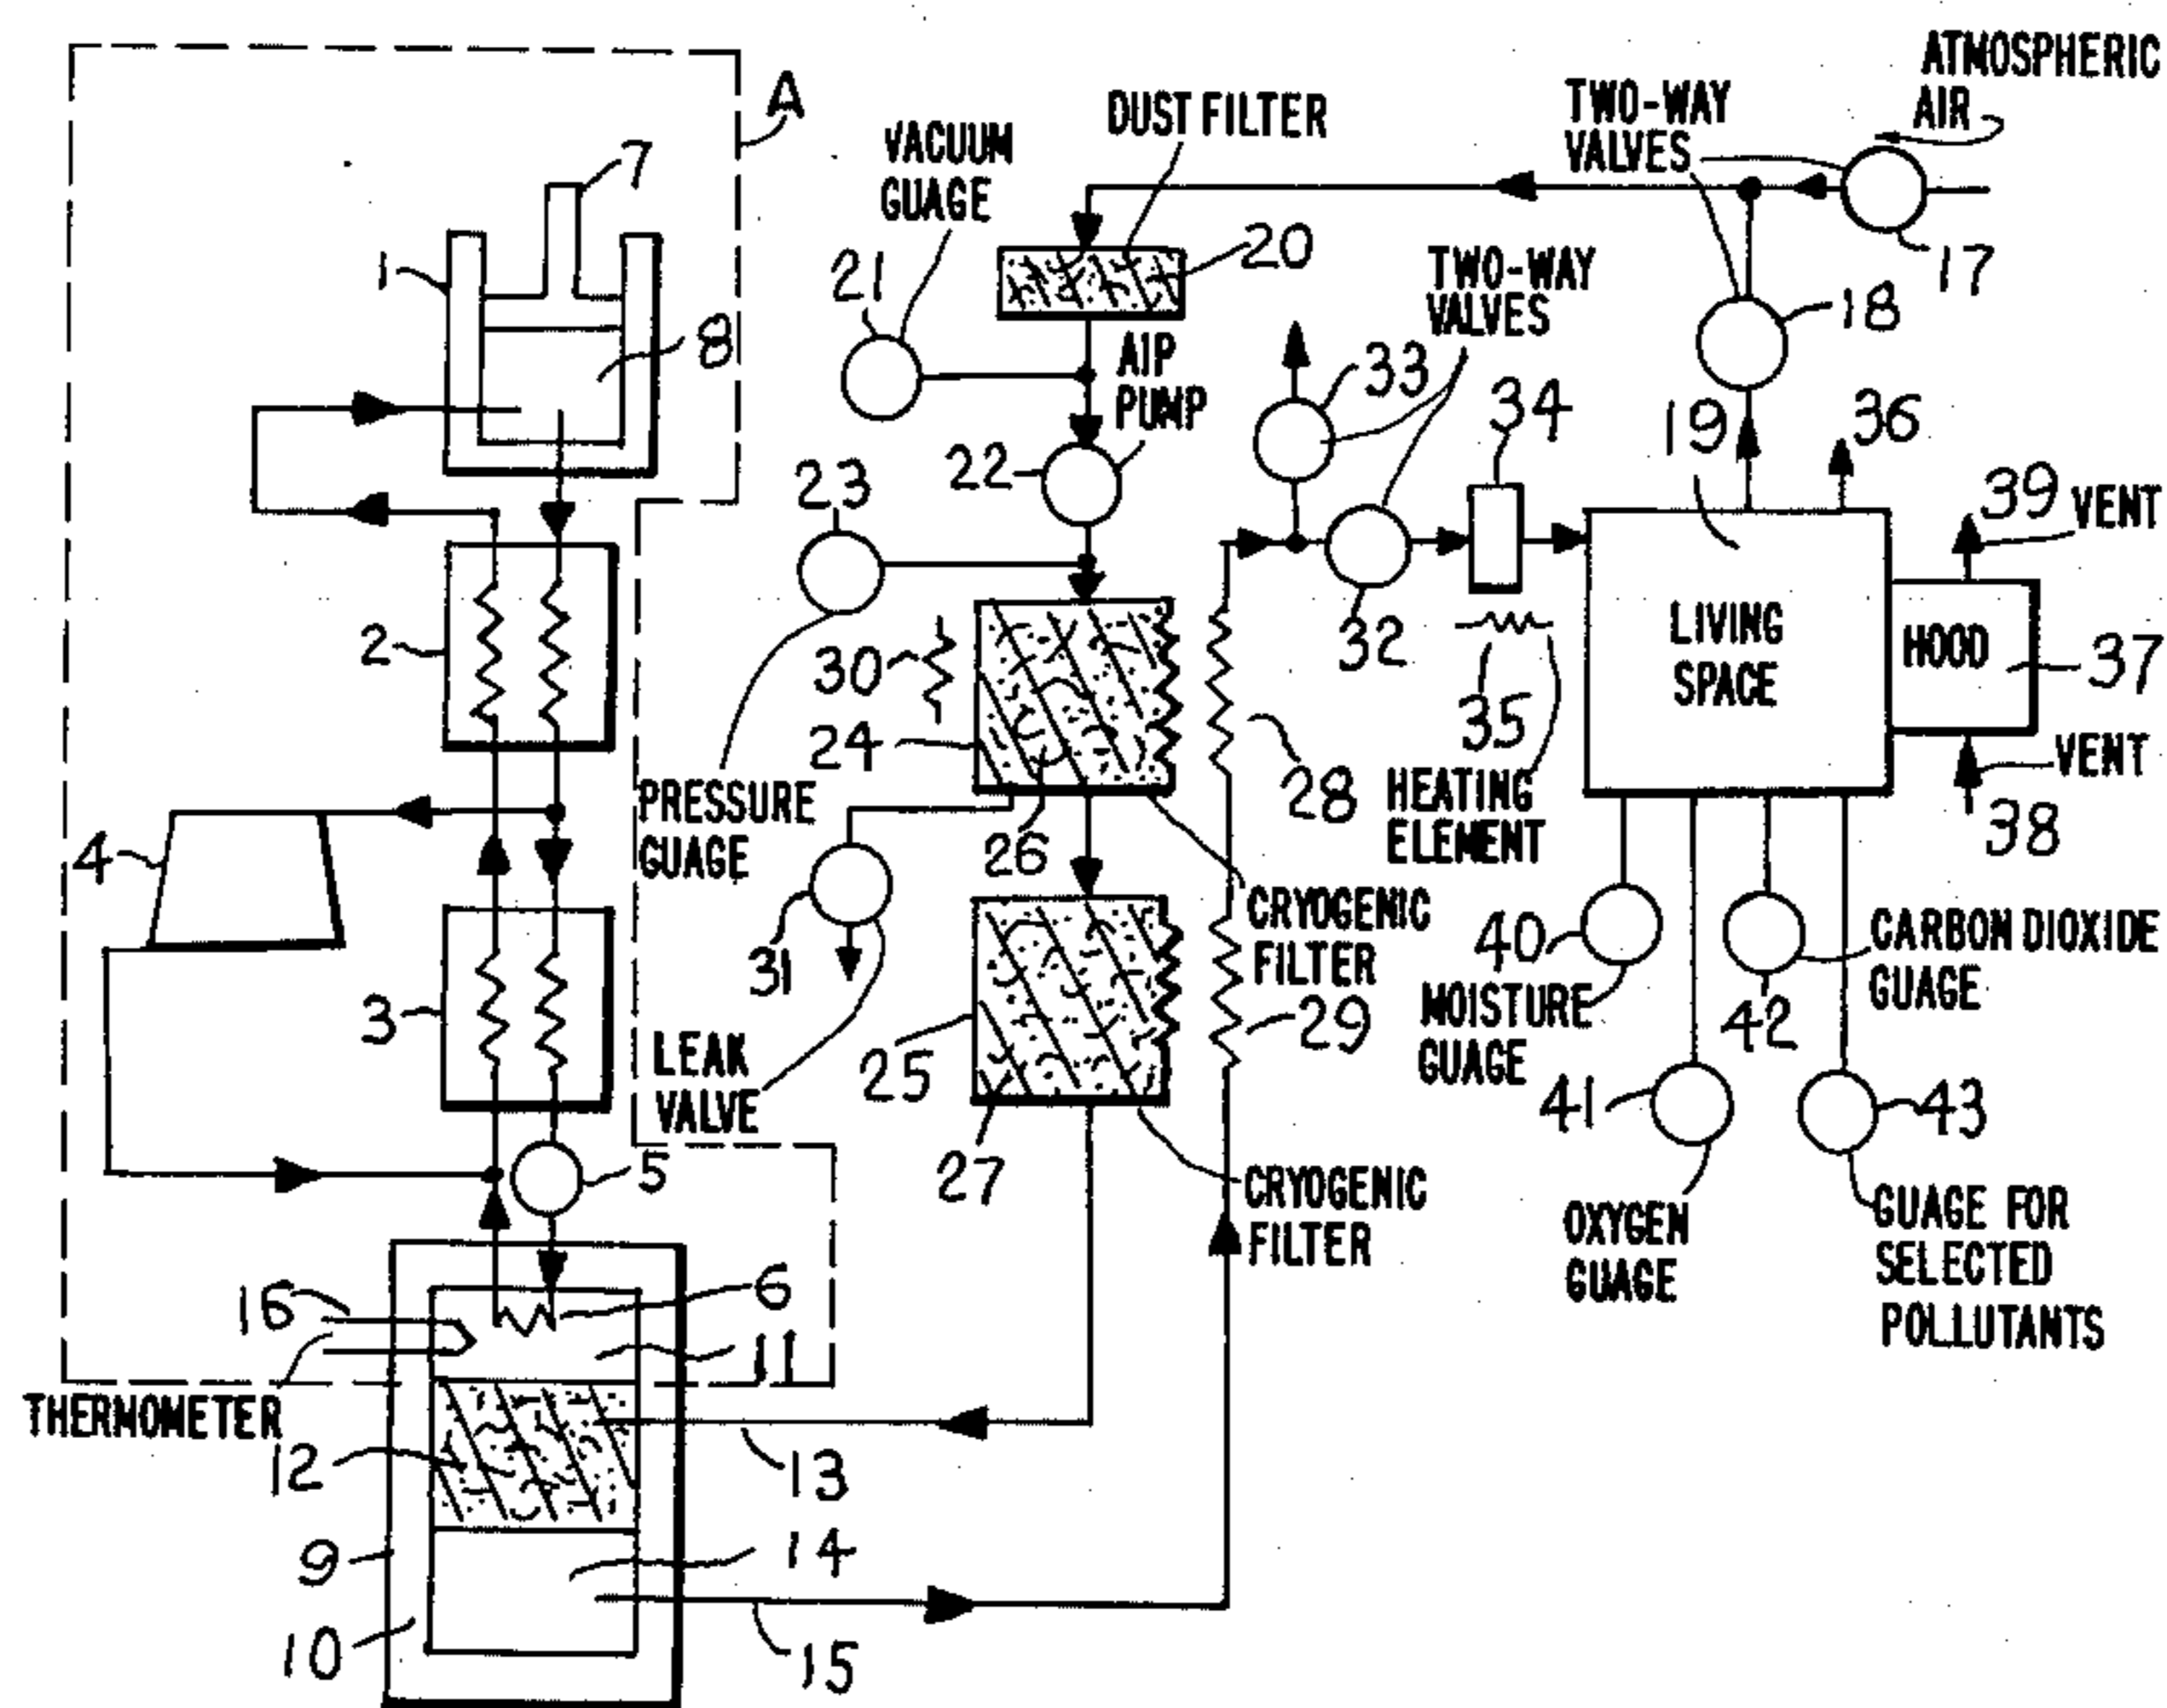 ATMOSPHERIC
AIR
TWO-WAY
VALVES
DUST FILTER
A
VACUUM
GUAGE
7
20
17
1
21
TWO-WAY
VALVES
18
8
AIP
PUMP
33
34
19
36
22
23
39 VENT
2
30
32
LIVING
SPACE
HOOD
37
24
35
28
VENT
38
PRESSURE
GUAGE
HEATING
ELEMENT
4
26
CRYOGENIC
FILTER
31
40
CARBON DIOXIDE
GUAGE
3
MOISTURE
GUAGE
42
29
LEAK
VALVE
25
41
43
5
27
CRYOGENIC
FILTER
OXYGEN
GUAGE
GUAGE FOR
SELECTED
POLLUTANTS
16
6
11
THERMOMETER
12
13
9
14
10
15